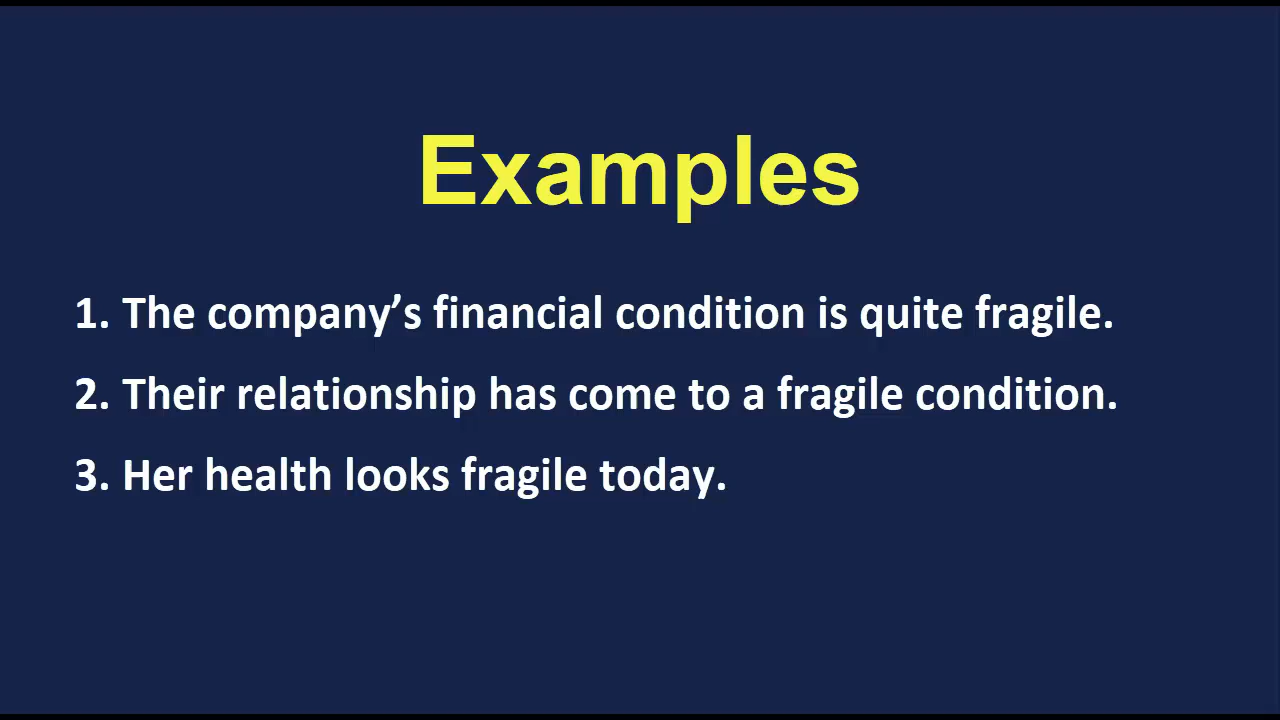 Examples
1. The company’s financial condition is quite fragile.
2. Their relationship has come to a fragile condition.
3. Her health looks fragile today.